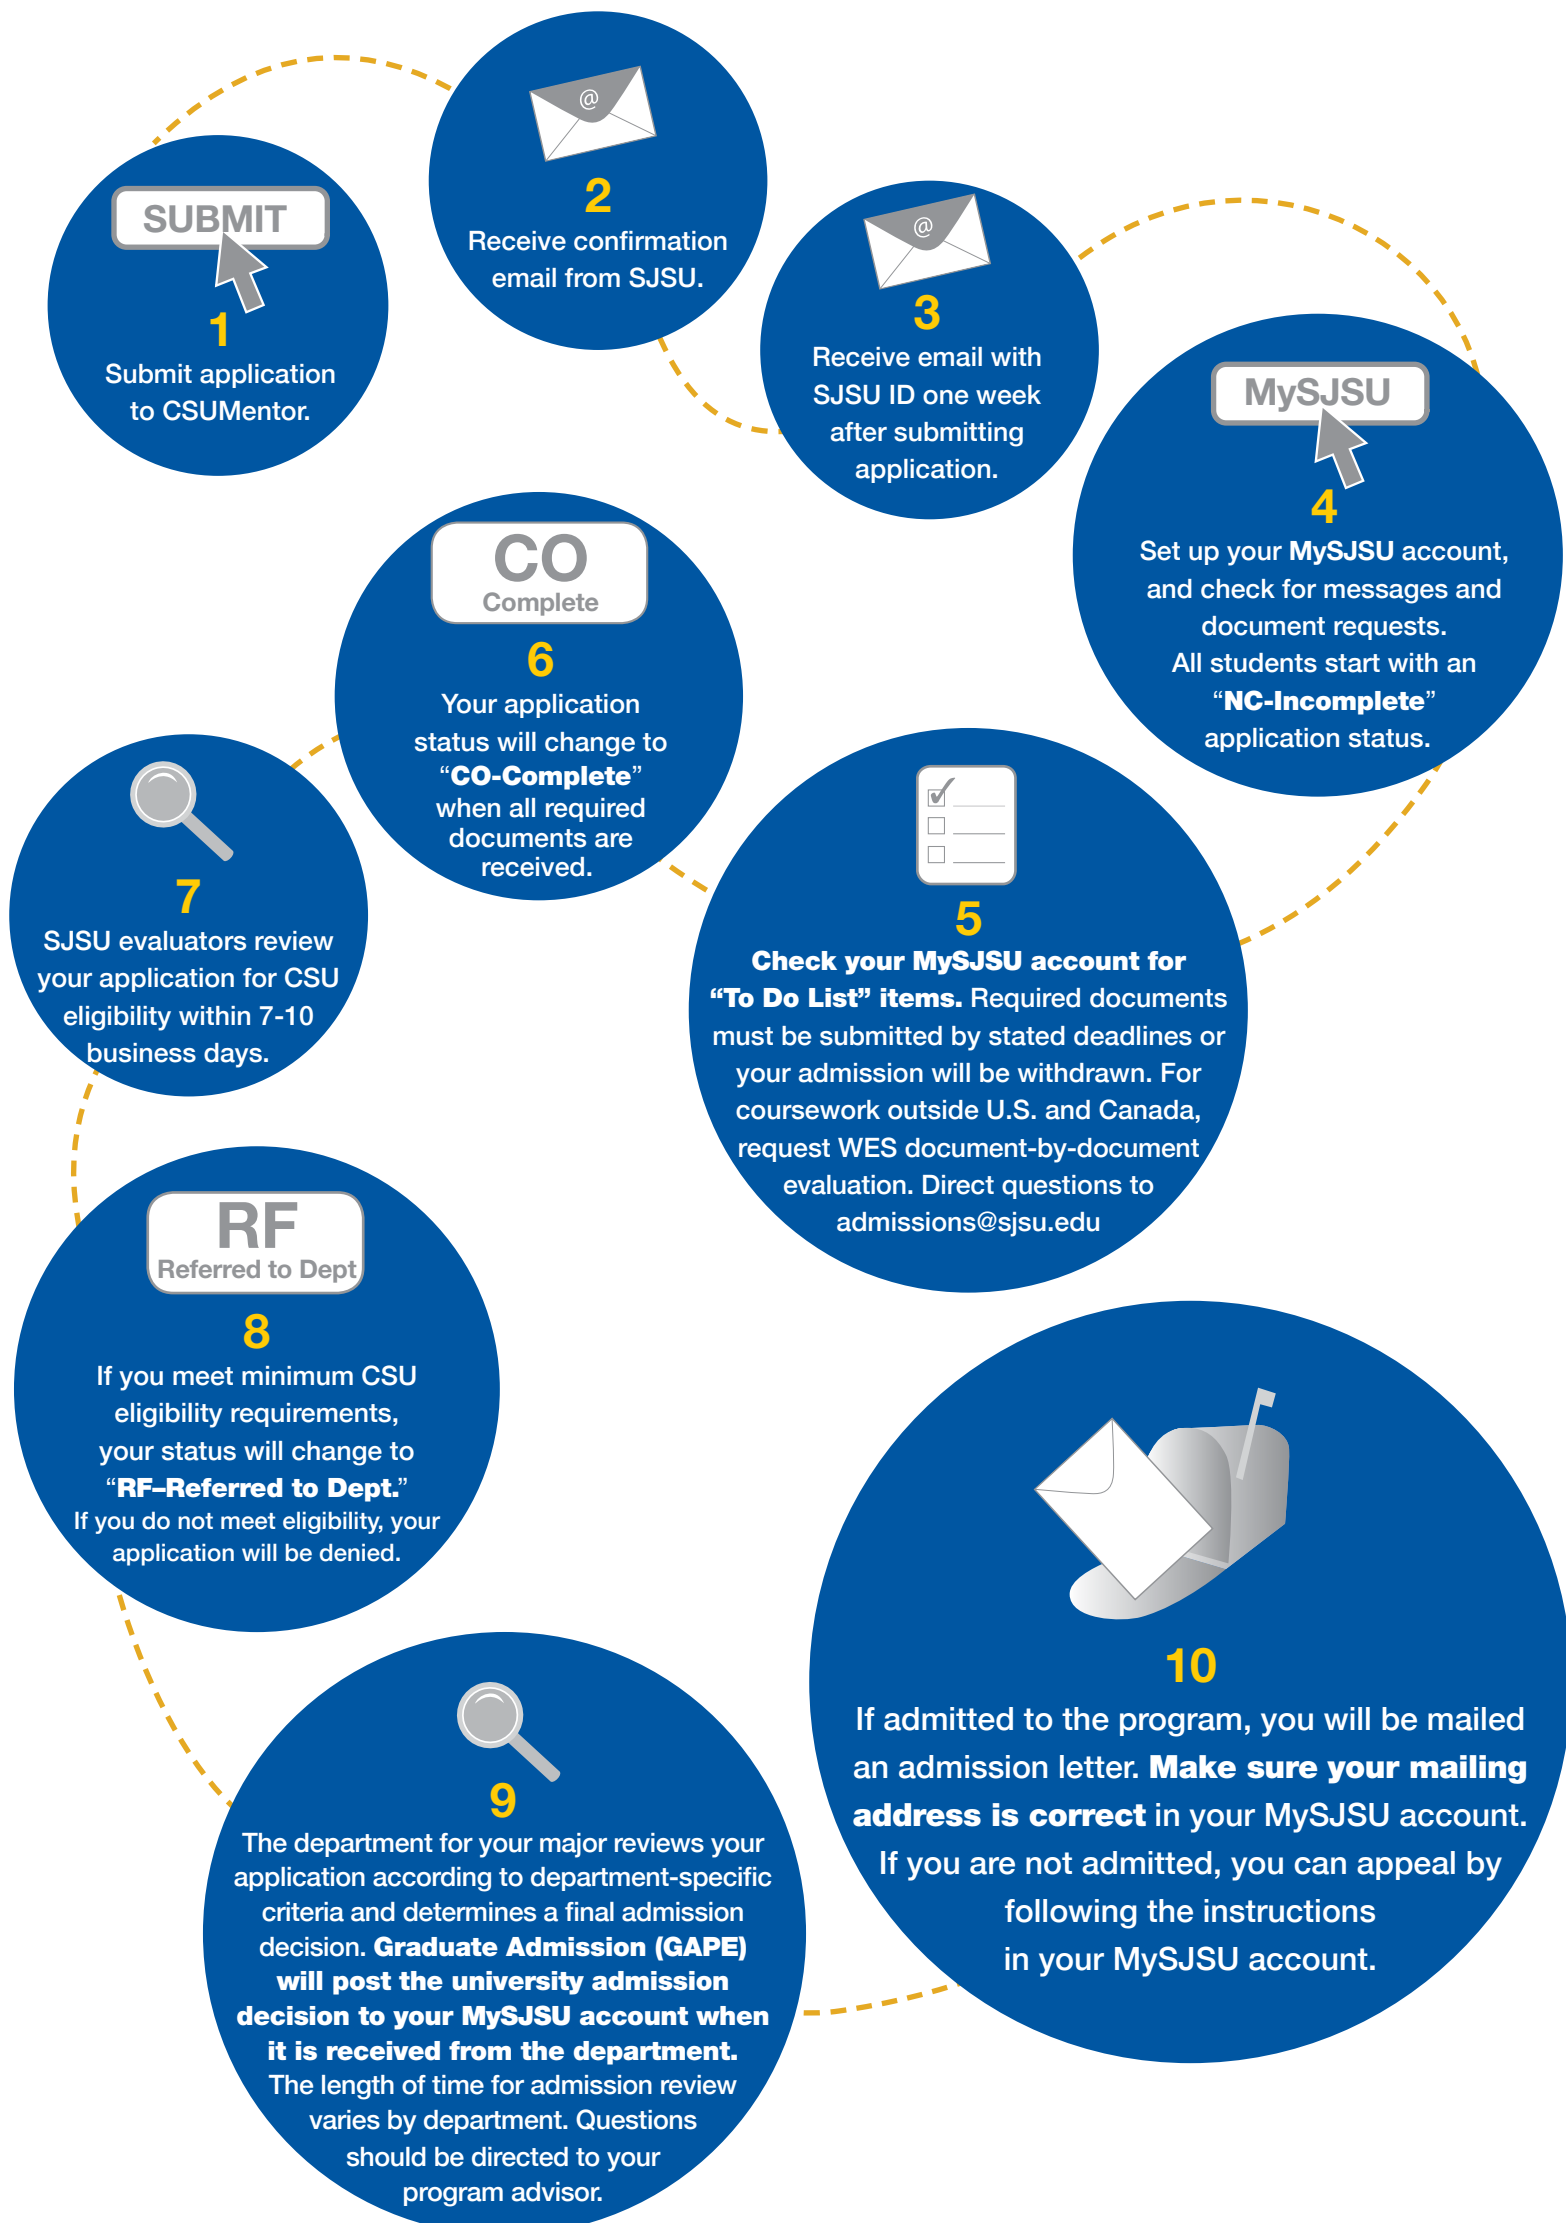 SUBMIT
1
Submit application
to CSUMentor.
@
2
Receive confirmation
email from SJSU.
@
3
Receive email with
SJSU ID one week
after submitting
application.
MySJSU
4
Set up your MySJSU account,
and check for messages and
document requests.
All students start with an
“NC-Incomplete”
application status.
5
Check your MySJSU account for
“To Do List” items. Required documents
must be submitted by stated deadlines or
your admission will be withdrawn. For
coursework outside U.S. and Canada,
request WES document-by-document
evaluation. Direct questions to
admissions@sjsu.edu
CO
Complete
6
Your application
status will change to
“CO-Complete”
when all required
documents are
received.
7
SJSU evaluators review
your application for CSU
eligibility within 7-10
business days.
RF
Referred to Dept
8
If you meet minimum CSU
eligibility requirements,
your status will change to
“RF–Referred to Dept.”
If you do not meet eligibility, your
application will be denied.
9
The department for your major reviews your
application according to department-specific
criteria and determines a final admission
decision. Graduate Admission (GAPE)
will post the university admission
decision to your MySJSU account when
it is received from the department.
The length of time for admission review
varies by department. Questions
should be directed to your
program advisor.
10
If admitted to the program, you will be mailed
an admission letter. Make sure your mailing
address is correct in your MySJSU account.
If you are not admitted, you can appeal by
following the instructions
in your MySJSU account.